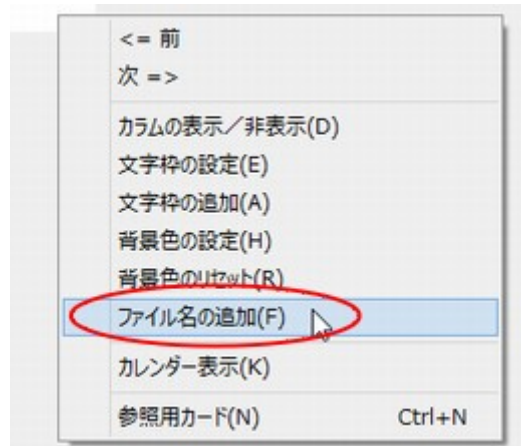 <= 前
次 =>
カラムの表示／非表示(D)
文字枠の設定(E)
文字枠の追加(A)
背景色の設定(H)
背景色のリセット(R)
ファイル名の追加(F)
カレンダー表示(K)
参照用カード(N) Ctrl+N